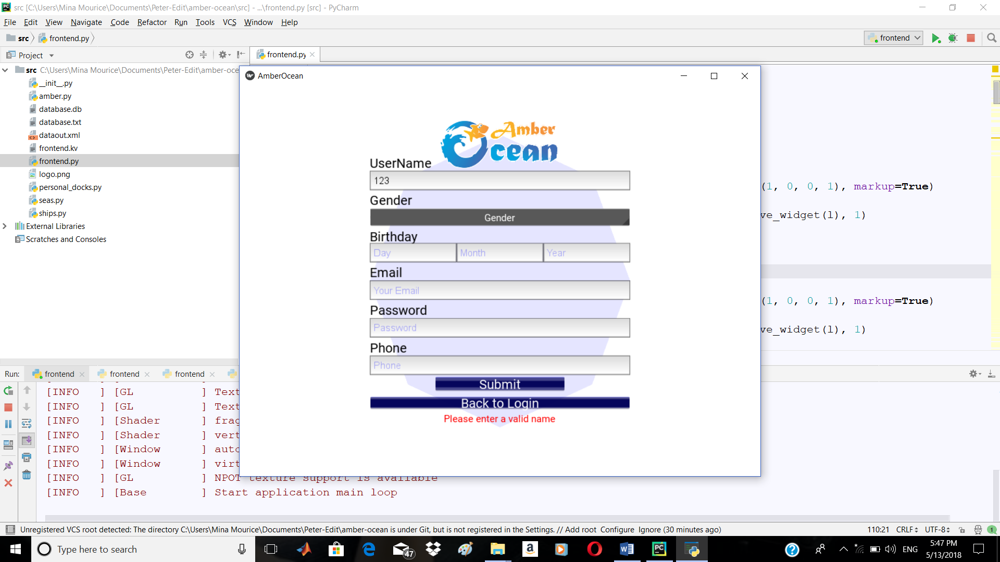 src [C:\Users\Mina Mourice\Documents\Peter-Edit\amber-ocean\src] - ...\frontend.py [src] - PyCharm
File Edit View Navigate Code Refactor Run Tools VCS Window Help
src frontend.py
frontend
Project
frontend.py
src C:\Users\Mina Mourice\Documents\Peter-Edit\amber-oce
__init__.py
amber.py
database.db
database.txt
dataout.xml
frontend.kv
frontend.py
logo.png
personal_docks.py
seas.py
ships.py
External Libraries
Scratches and Consoles
AmberOcean
Amber
Ocean
UserName
123
Gender
Gender
Birthday
Day Month Year
Email
Your Email
Password
Password
Phone
Phone
Submit
Back to Login
Please enter a valid name
(1, 0, 0, 1), markup=True)
ve_widget(l), 1)
(1, 0, 0, 1), markup=True)
ve_widget(l), 1)
Run: frontend frontend frontend
[INFO ] [GL ] Text
[INFO ] [GL ] Text
[INFO ] [Shader ] frag
[INFO ] [Shader ] vert
[INFO ] [Window ] auto
[INFO ] [Window ] virt
[INFO ] [GL ] NPOT texture support is available
[INFO ] [Base ] Start application main loop
Unregistered VCS root detected: The directory C:\Users\Mina Mourice\Documents\Peter-Edit\amber-ocean is under Git, but is not registered in the Settings. // Add root Configure Ignore (30 minutes ago)
110:21 CRLF UTF-8 1
Type here to search
47
ENG
5:47 PM
5/13/2018